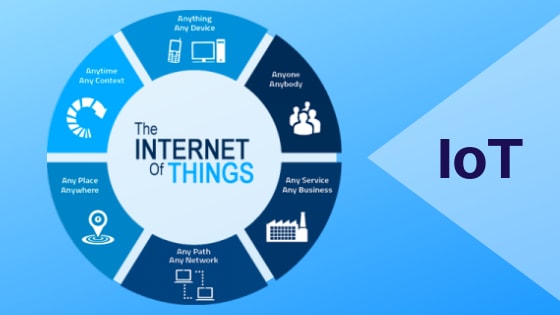 Anything
Any Device
Anytime
Any Context
Anyone
Anybody
The
INTERNET
Of THINGS
IoT
Any Place
Anywhere
Any Service
Any Business
Any Path
Any Network